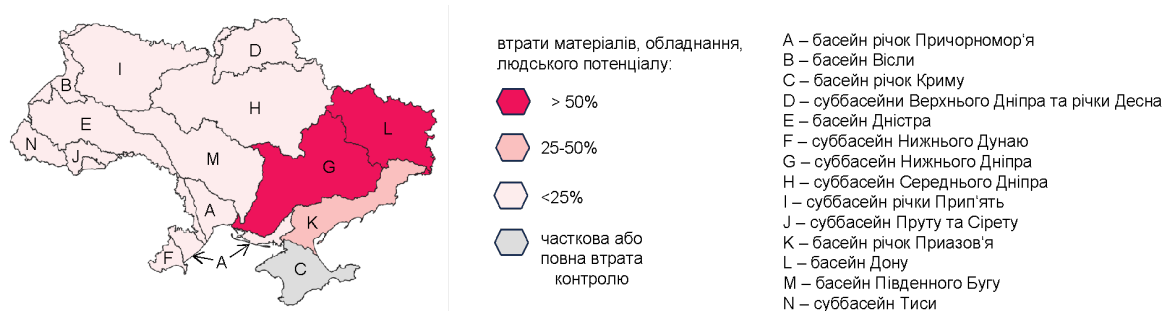 D
I
B
H
L
E
N
J
M
G
A
K
F
A
C
втрати матеріалів, обладнання,
людського потенціалу:
> 50%
25-50%
<25%
часткова або
повна втрата
контролю
A – басейн річок Причорномор'я
B – басейн Вісли
C – басейн річок Криму
D – суббасейни Верхнього Дніпра та річки Десна
E – басейн Дністра
F – суббасейн Нижнього Дунаю
G – суббасейн Нижнього Дніпра
H – суббасейн Середнього Дніпра
I – суббасейн річки Прип'ять
J – суббасейн Пруту та Сірету
K – басейн річок Приазов'я
L – басейн Дону
M – басейн Південного Бугу
N – суббасейн Тиси